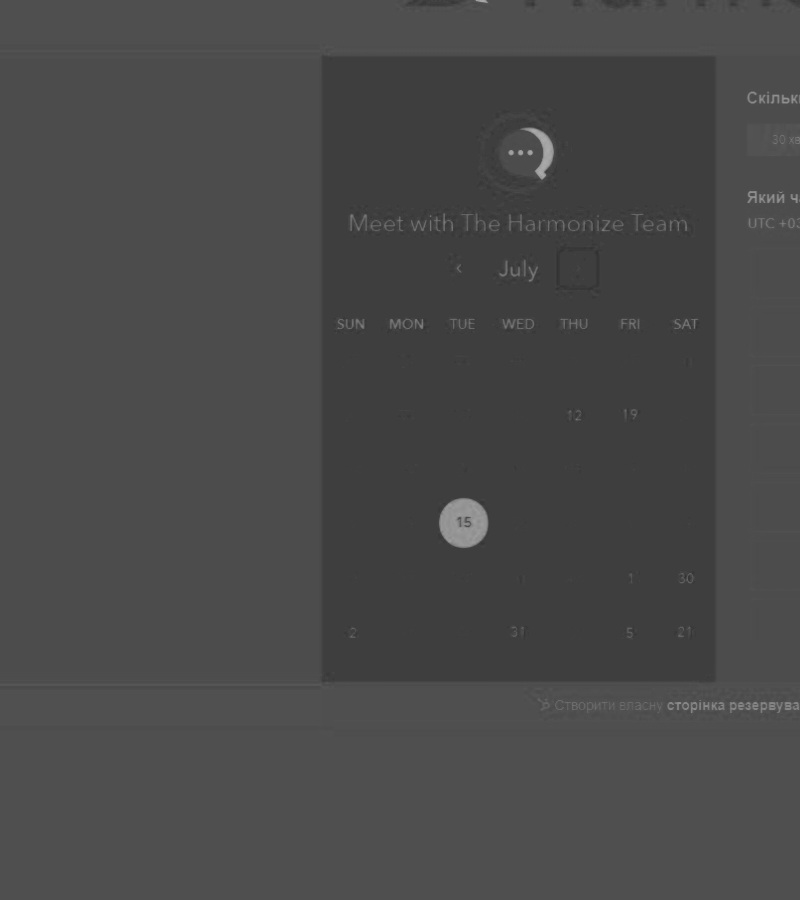 Meet with The Harmonize Team
July
SUN MON TUE WED THU FRI SAT
12 19
15
1 30
2 31 5 21
Скільки
30 хв
Який ча
UTC +03
Створити власну сторінка резервува